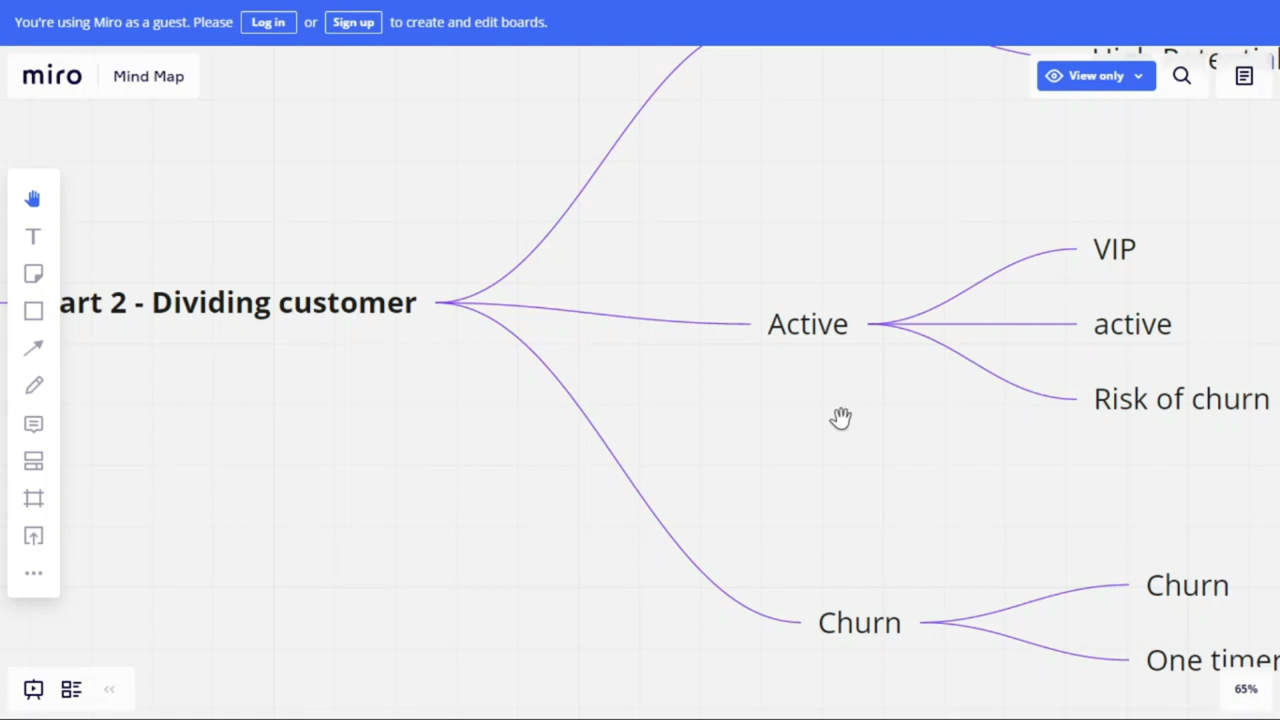 You're using Miro as a guest. Please Log in or Sign up to create and edit boards.
miro Mind Map
View only
art 2 - Dividing customer
VIP
Active
active
Risk of churn
Churn
Churn
One timer
65%